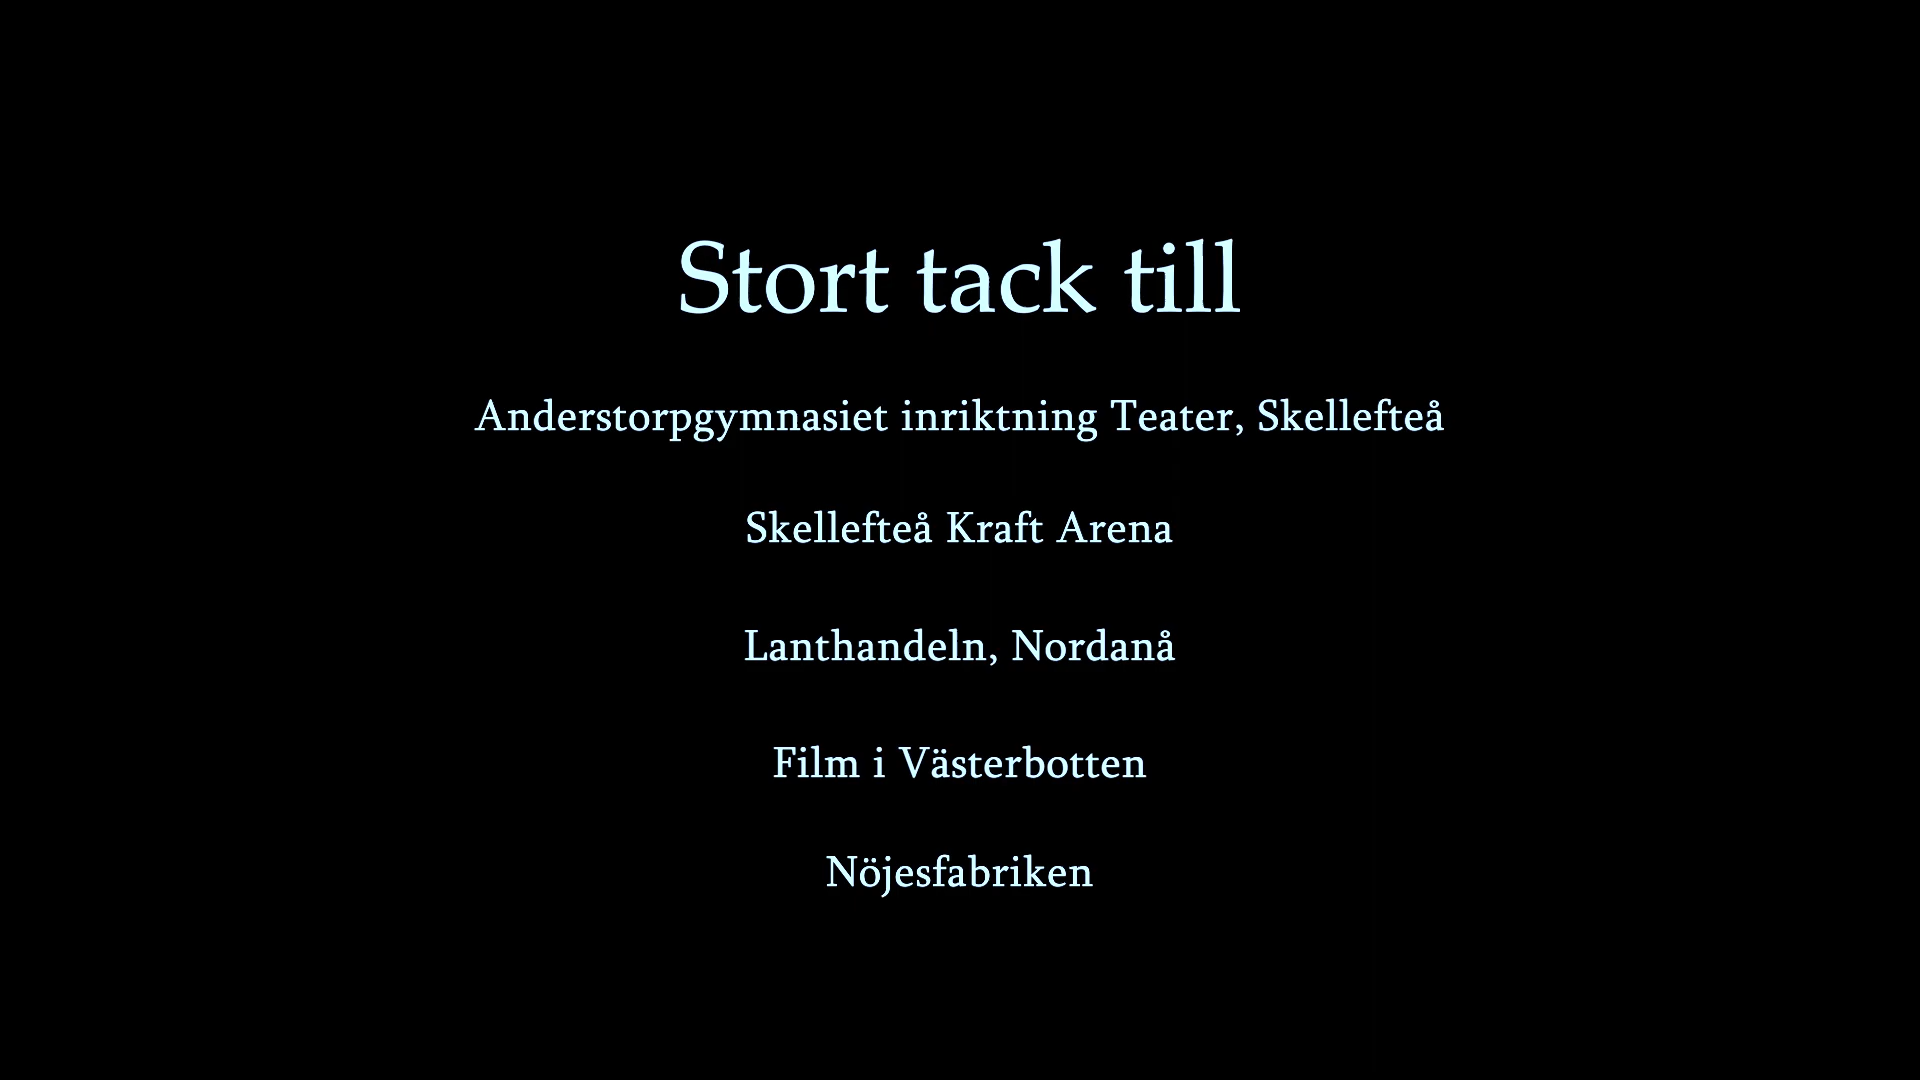 Stort tack till
Anderstorpgymnasiet inriktning Teater, Skellefteå
Skellefteå Kraft Arena
Lanthandeln, Nordanå
Film i Västerbotten
Nöjesfabriken